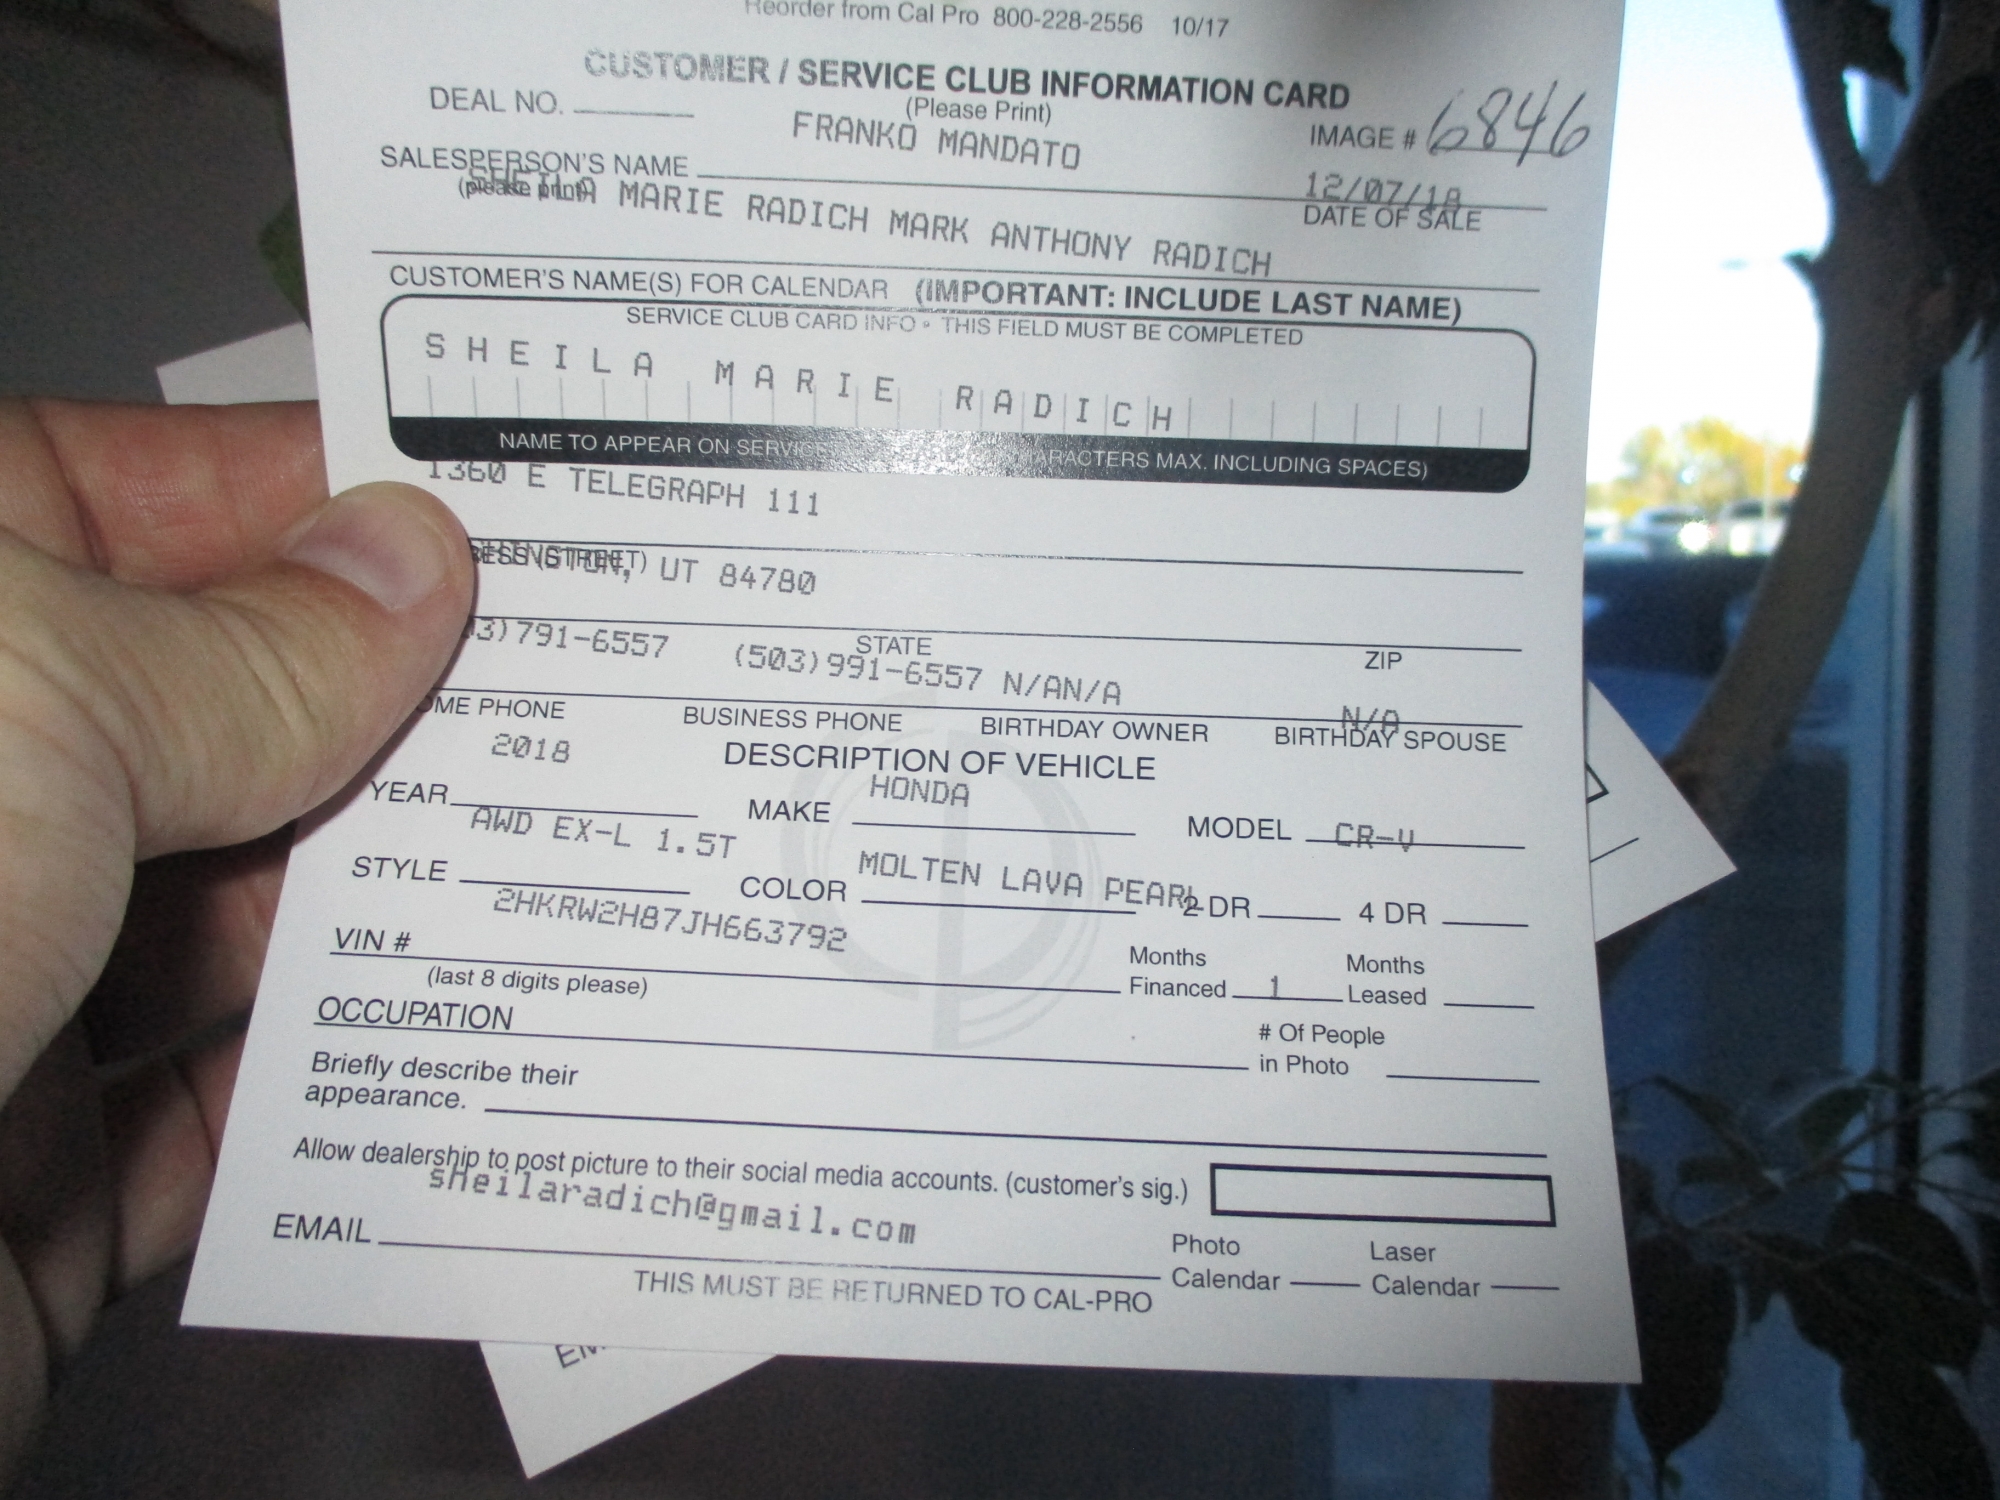 Reorder from Cal Pro 800-228-2556 10/17
CUSTOMER / SERVICE CLUB INFORMATION CARD
(Please Print)
DEAL NO.
IMAGE # 6846
FRANKO MANDATO
SALESPERSON'S NAME
(please print)
12/07/18
DATE OF SALE
SHEILA MARIE RADICH MARK ANTHONY RADICH
CUSTOMER'S NAME(S) FOR CALENDAR (IMPORTANT: INCLUDE LAST NAME)
SERVICE CLUB CARD INFO • THIS FIELD MUST BE COMPLETED
SHEILA MARIE RADICH
NAME TO APPEAR ON SERVICE CHARACTERS MAX. INCLUDING SPACES)
1360 E TELEGRAPH 111
(STREET)
UT 84780
STATE ZIP
3)791-6557 (503)991-6557 N/AN/A N/A
HOME PHONE BUSINESS PHONE BIRTHDAY OWNER BIRTHDAY SPOUSE
DESCRIPTION OF VEHICLE
YEAR 2018 MAKE HONDA MODEL CR-V
STYLE AWD EX-L 1.5T COLOR MOLTEN LAVA PEARL 2 DR 4 DR
VIN # 2HKRW2H87JH663792
(last 8 digits please)
Months Financed 1 Months Leased
OCCUPATION
# Of People in Photo
Briefly describe their
appearance.
Allow dealership to post picture to their social media accounts. (customer's sig.)
EMAIL sheilaradich@gmail.com
Photo Calendar Laser Calendar
THIS MUST BE RETURNED TO CAL-PRO